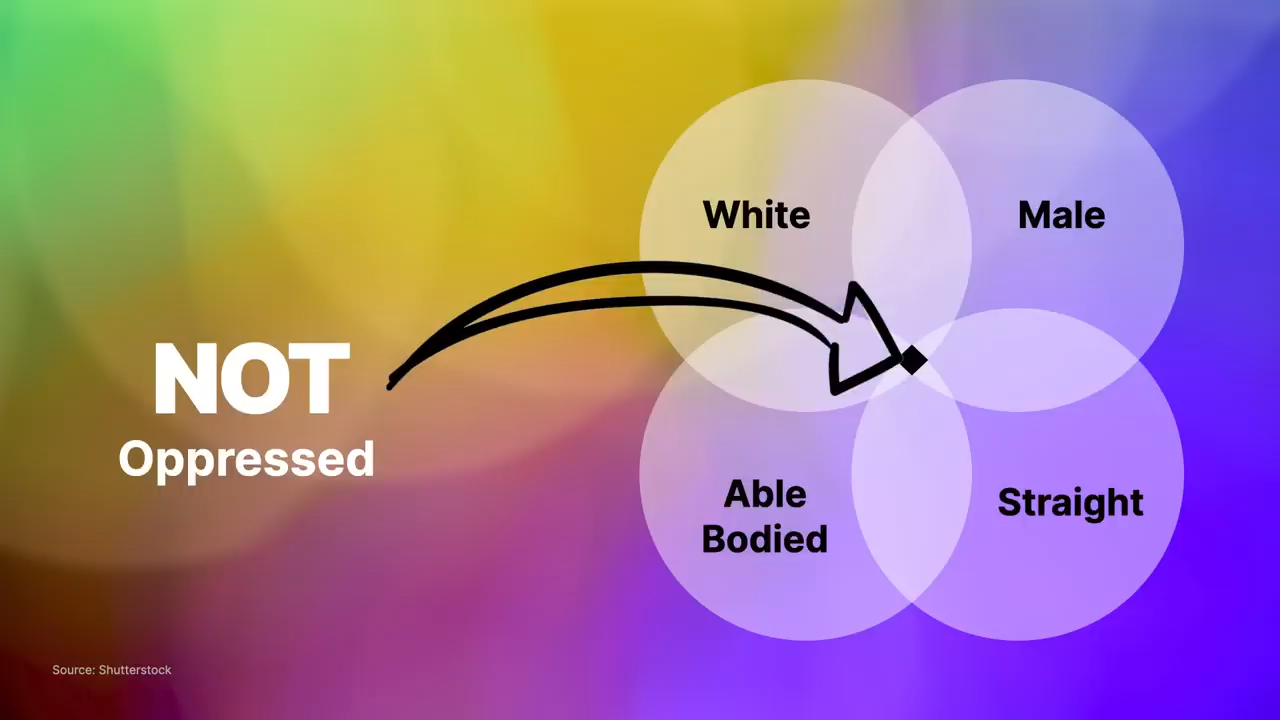 White
Male
NOT
Oppressed
Able
Bodied
Straight
Source: Shutterstock